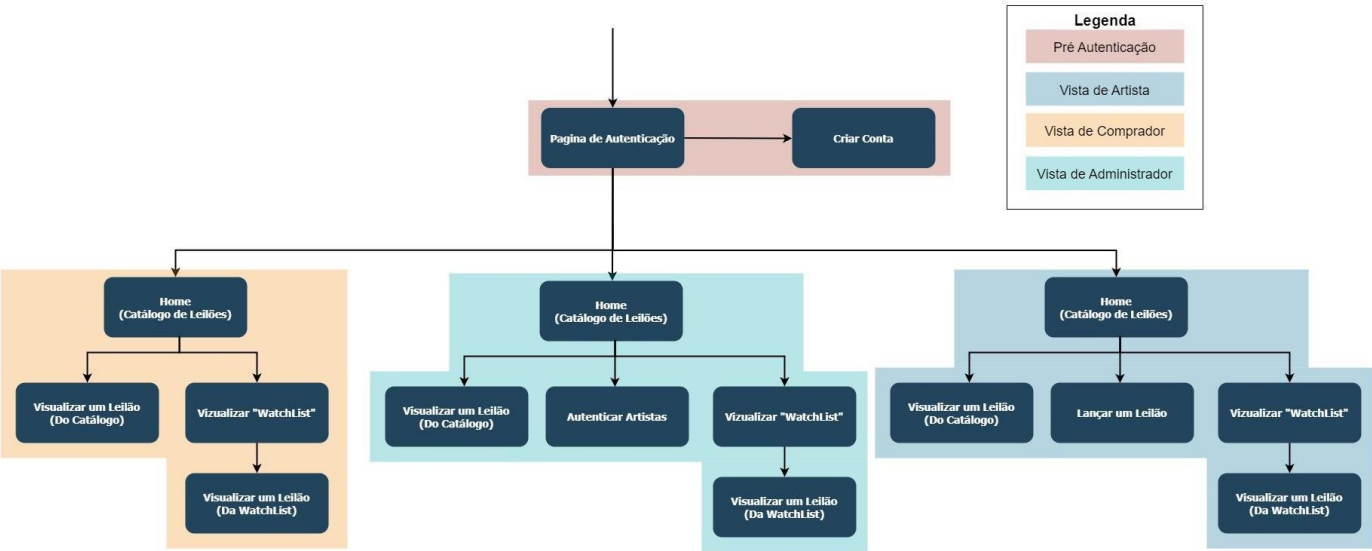 Legenda
Pré Autenticação
Vista de Artista
Vista de Comprador
Vista de Administrador
Pagina de Autenticação
Criar Conta
Home
(Catálogo de Leilões)
Visualizar um Leilão
(Do Catálogo)
Vizualizar "WatchList"
Visualizar um Leilão
(Da WatchList)
Home
(Catálogo de Leilões)
Visualizar um Leilão
(Do Catálogo)
Autenticar Artistas
Vizualizar "WatchList"
Visualizar um Leilão
(Da WatchList)
Home
(Catálogo de Leilões)
Visualizar um Leilão
(Do Catálogo)
Lançar um Leilão
Vizualizar "WatchList"
Visualizar um Leilão
(Da WatchList)